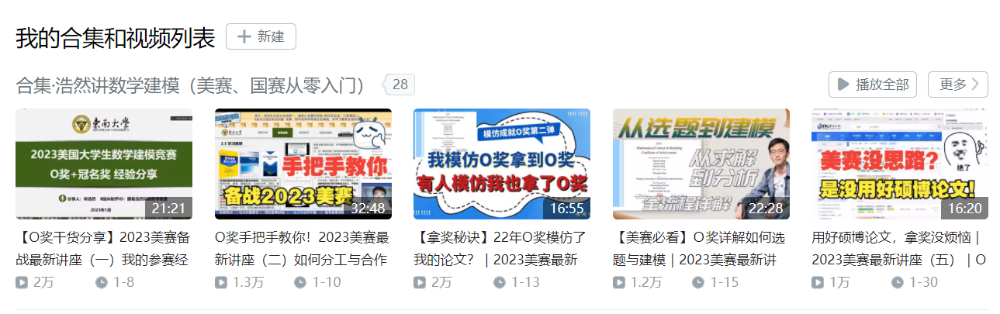 我的合集和视频列表
新建
合集·浩然讲数学建模（美赛、国赛从零入门）
28
播放全部
更多
東南大學
2023美国大学生数学建模竞赛
O奖+冠名奖 经验分享
2023年1月
21:21
手把手教你
备战2023美赛
32:48
模仿成就O奖第二弹
我模仿O奖拿到O奖
有人模仿我也拿了O奖
16:55
从选题到建模
从求解
到分析
全流程详解
22:28
美赛没思路？
绝了
是没用好硕博论文！
16:20
【O奖干货分享】2023美赛备
战最新讲座（一）我的参赛经
2万
1-8
O奖手把手教你！2023美赛最
新讲座（二）如何分工与合作
1.3万
1-10
【拿奖秘诀】22年O奖模仿了
我的论文？｜2023美赛最新
2万
1-13
【美赛必看】O奖详解如何选
题与建模｜2023美赛最新讲
1.2万
1-15
用好硕博论文，拿奖没烦恼｜
2023美赛最新讲座（五）｜O
1万
1-30